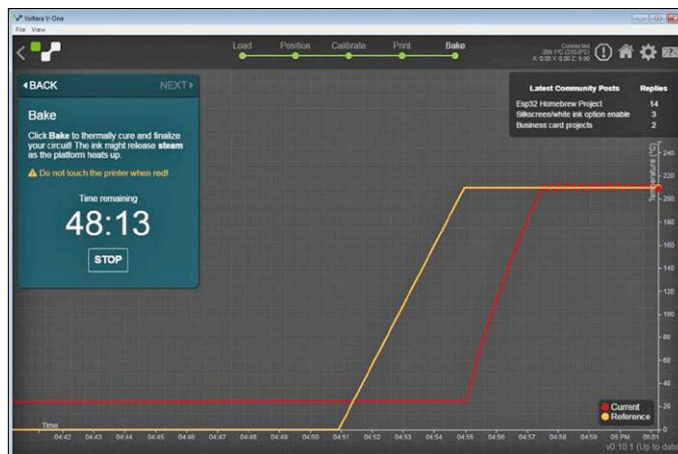 Voltera V-One
File View
Load Position Calibrate Print Bake
Connected
BACK NEXT
Bake
Click Bake to thermally cure and finalize
your circuit! The ink might release steam
as the platform heats up.
Do not touch the printer when red!
Time remaining
48:13
STOP
Latest Community Posts Replies
Esp32 Homebrew Project 14
Silkscreen/white ink option enable 3
Business card projects 2
Temperature (°C)
240
220
200
180
160
140
120
100
80
60
40
20
0
Current
Reference
Time
04:42 04:43 04:44 04:45 04:46 04:47 04:48 04:49 04:50 04:51 04:52 04:53 04:54 04:55 04:56 04:57 04:58 04:59 05 PM 05:01
v0.10.1 (Up to date)